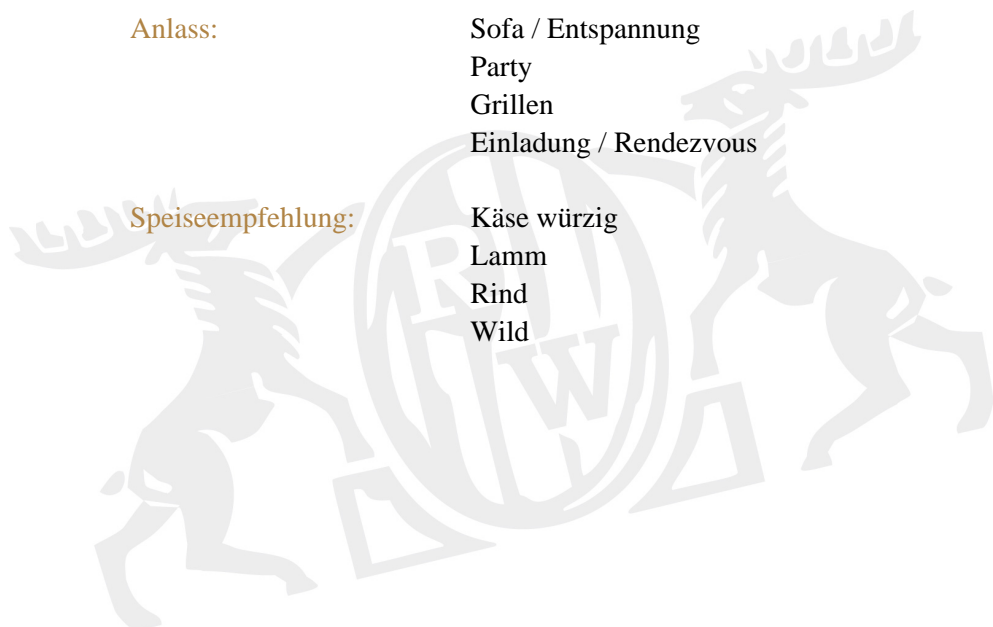 Anlass: Sofa / Entspannung
Party
Grillen
Einladung / Rendezvous
Speiseempfehlung: Käse würzig
Lamm
Rind
Wild
R
W